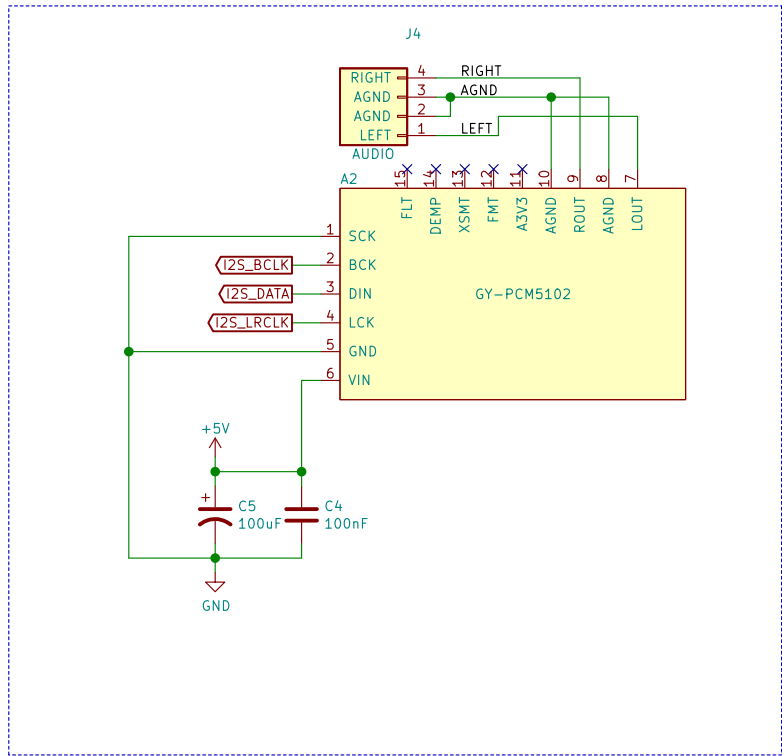 J4
RIGHT 4 RIGHT
AGND 3 AGND
AGND 2
LEFT 1 LEFT
AUDIO
A2
15 14 13 12 11 10 9 8 7
FLT DEMP XSMT FMT A3V3 AGND ROUT AGND LOUT
1 SCK
I2S_BCLK 2 BCK
I2S_DATA 3 DIN
GY-PCM5102
I2S_LRCLK 4 LCK
5 GND
6 VIN
+5V
+
C5
100uF
C4
100nF
GND